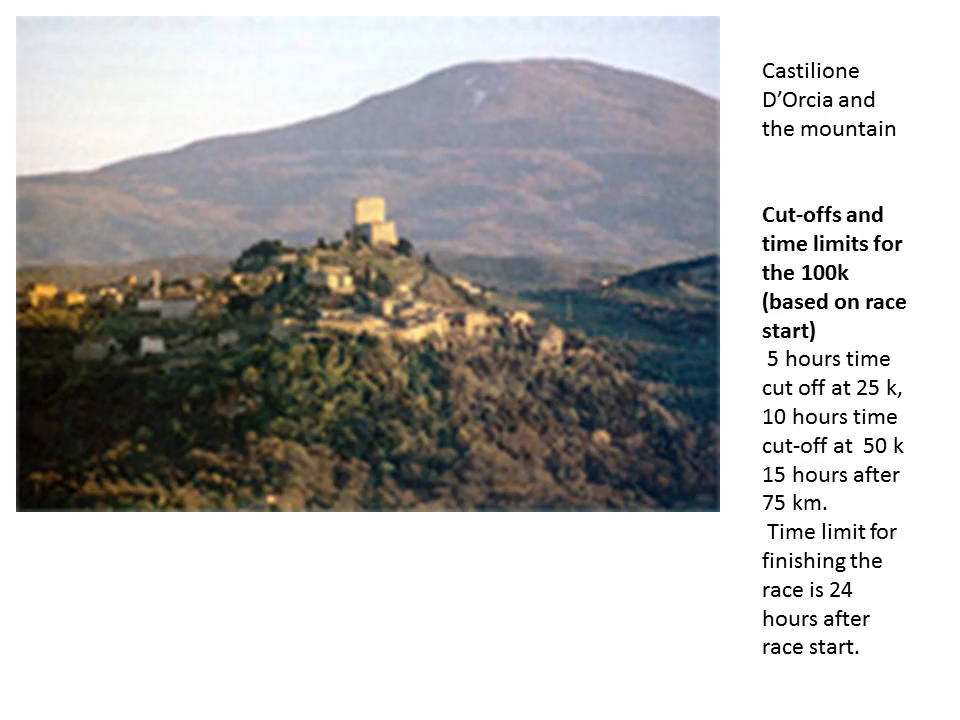 Castilione
D’Orcia and
the mountain
Cut-offs and
time limits for
the 100k
(based on race
start)
5 hours time
cut off at 25 k,
10 hours time
cut-off at  50 k
15 hours after
75 km.
Time limit for
finishing the
race is 24
hours after
race start.